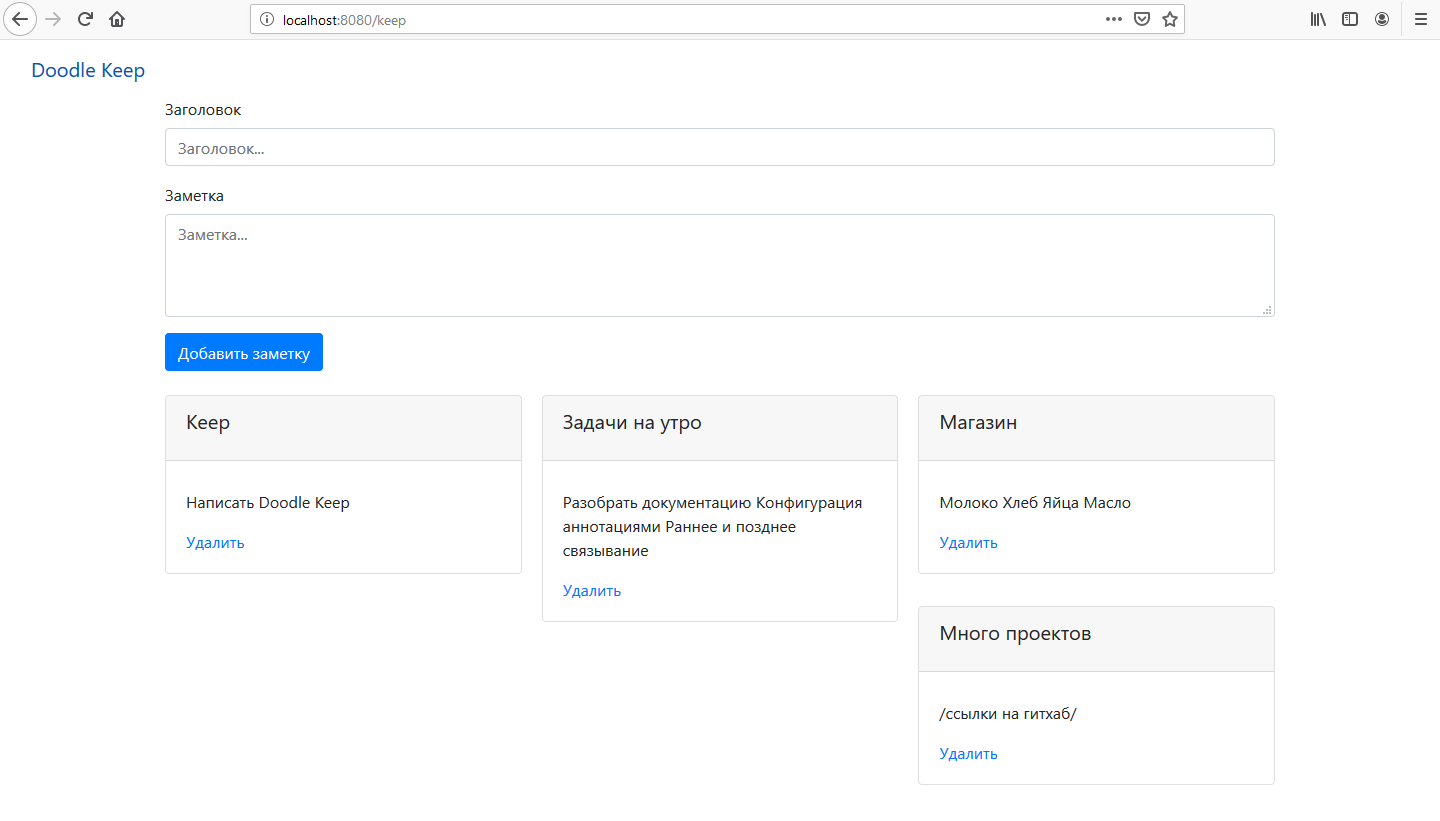 localhost:8080/keep
Doodle Keep
Заголовок
Заголовок...
Заметка
Заметка...
Добавить заметку
Keep
Написать Doodle Keep
Удалить
Задачи на утро
Разобрать документацию Конфигурация
аннотациями Раннее и позднее
связывание
Удалить
Магазин
Молоко Хлеб Яйца Масло
Удалить
Много проектов
/ссылки на гитхаб/
Удалить